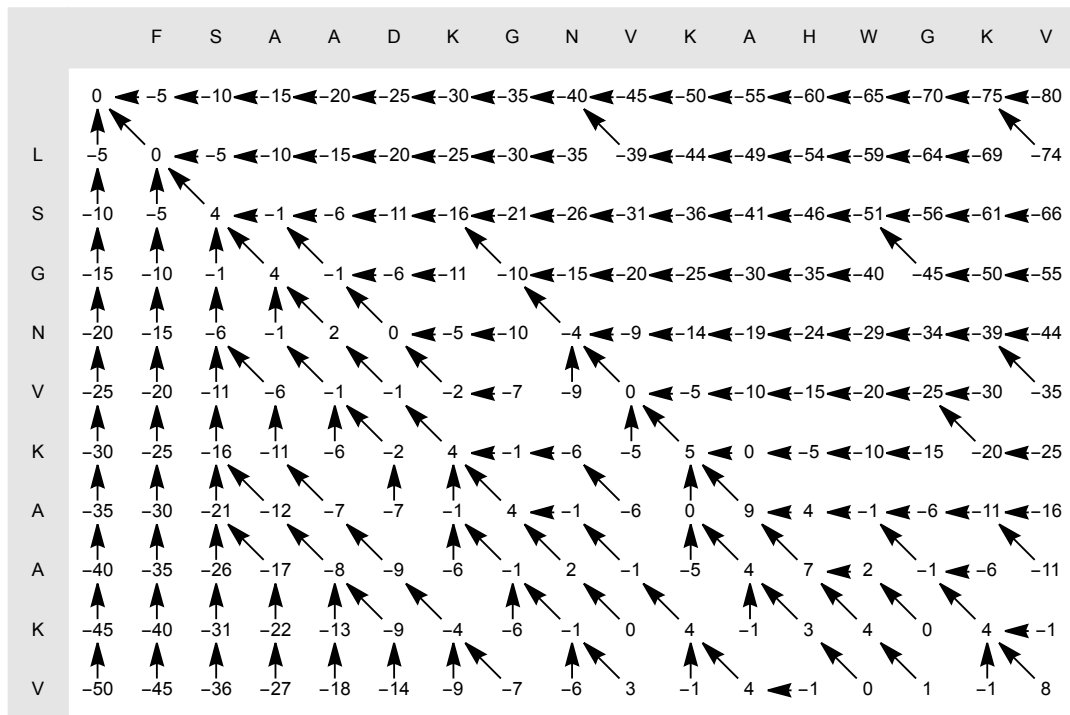 F S A A D K G N V K A H W G K V
0 −5 −10 −15 −20 −25 −30 −35 −40 −45 −50 −55 −60 −65 −70 −75 −80
L −5 0 −5 −10 −15 −20 −25 −30 −35 −39 −44 −49 −54 −59 −64 −69 −74
S −10 −5 4 −1 −6 −11 −16 −21 −26 −31 −36 −41 −46 −51 −56 −61 −66
G −15 −10 −1 4 −1 −6 −11 −10 −15 −20 −25 −30 −35 −40 −45 −50 −55
N −20 −15 −6 −1 2 0 −5 −10 −4 −9 −14 −19 −24 −29 −34 −39 −44
V −25 −20 −11 −6 −1 −1 −2 −7 −9 0 −5 −10 −15 −20 −25 −30 −35
K −30 −25 −16 −11 −6 −2 4 −1 −6 −5 5 0 −5 −10 −15 −20 −25
A −35 −30 −21 −12 −7 −7 −1 4 −1 −6 0 9 4 −1 −6 −11 −16
A −40 −35 −26 −17 −8 −9 −6 −1 2 −1 −5 4 7 2 −1 −6 −11
K −45 −40 −31 −22 −13 −9 −4 −6 −1 0 4 −1 3 4 0 4 −1
V −50 −45 −36 −27 −18 −14 −9 −7 −6 3 −1 4 −1 0 1 −1 8